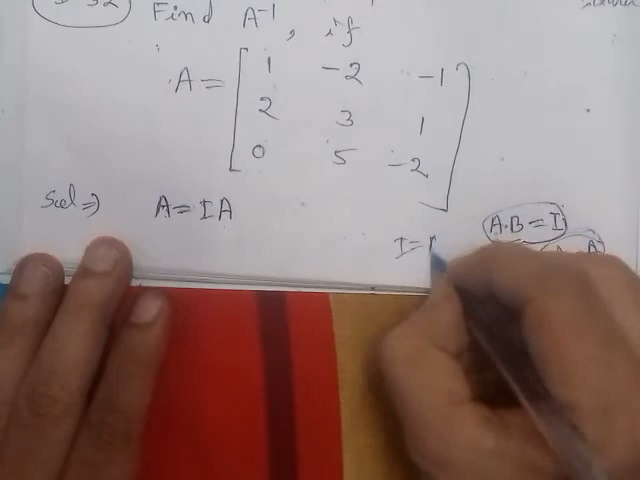 Find A⁻¹, if
A = [ 1 -2 -1
2 3 1
0 5 -2 ]
Sol ⇒ A = IA
A·B = I
I =